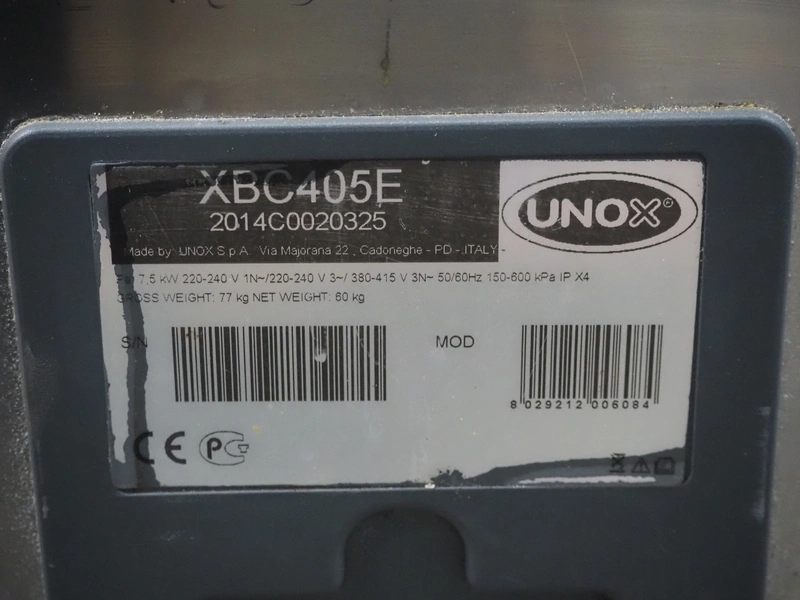 XBC405E
2014C0020325
UNOX®
Made by: UNOX S.p.A. Via Majorana 22 , Cadoneghe - PD - ITALY -
7,5 kW 220-240 V 1N~/220-240 V 3~/ 380-415 V 3N~ 50/60Hz 150-600 kPa IP X4
GROSS WEIGHT: 77 kg NET WEIGHT: 60 kg
S/N
MOD
8 029212 006084
CE PC